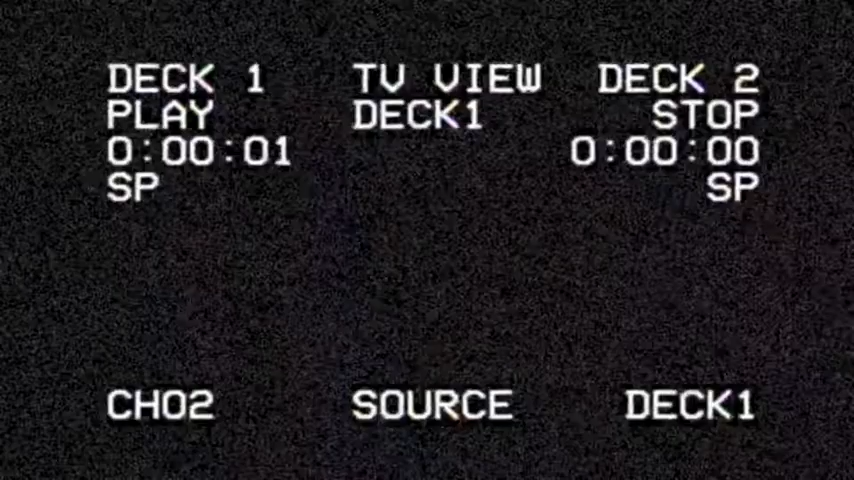 DECK 1 TV VIEW DECK 2
PLAY DECK1 STOP
0:00:01 0:00:00
SP SP
CH02 SOURCE DECK1